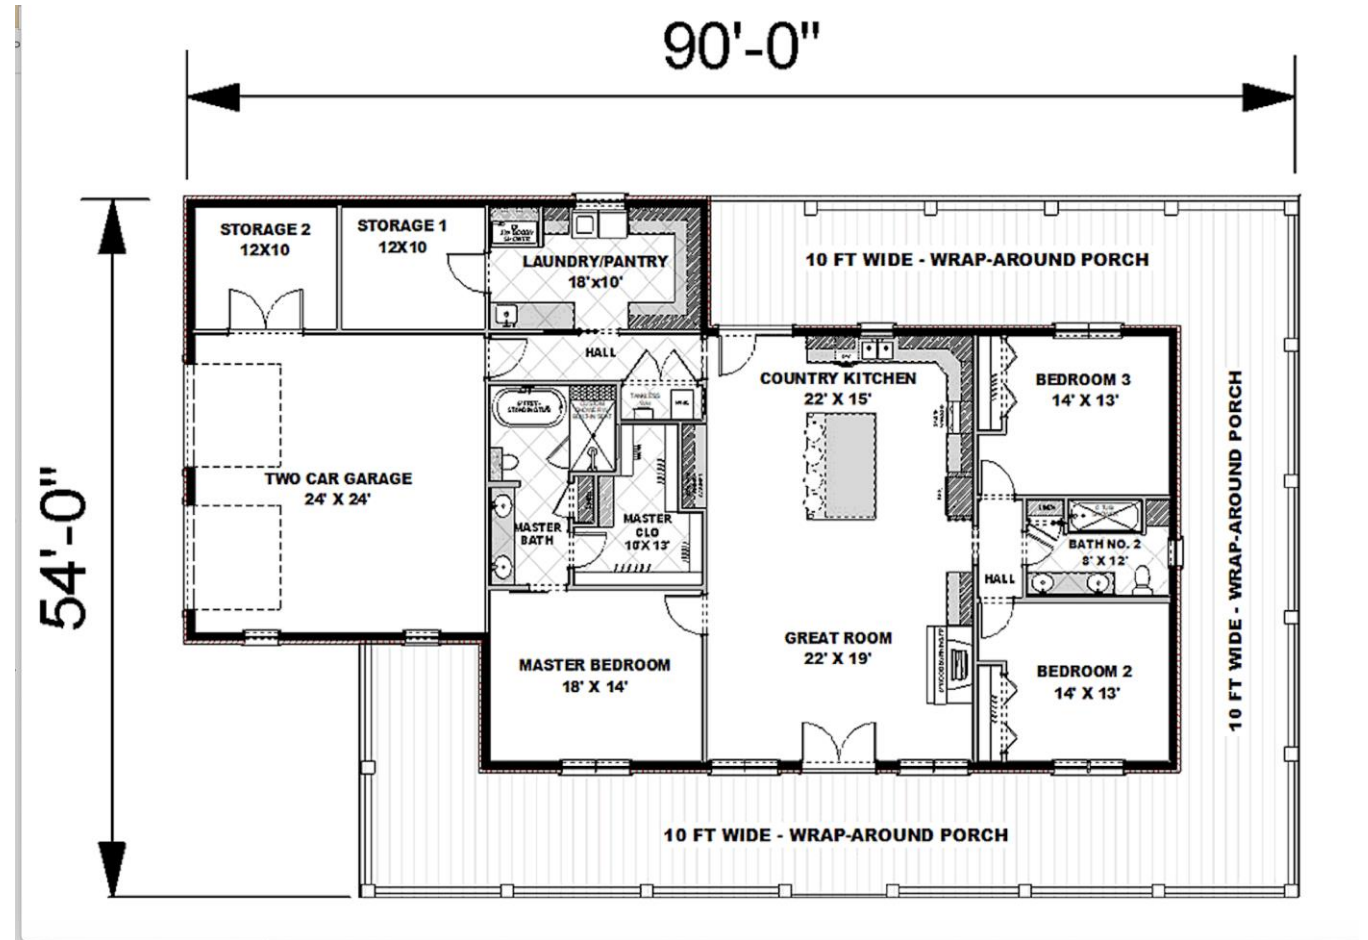 90'-0"
54'-0"
STORAGE 2
12X10
STORAGE 1
12X10
LAUNDRY/PANTRY
18'x10'
10 FT WIDE - WRAP-AROUND PORCH
HALL
COUNTRY KITCHEN
22' X 15'
BEDROOM 3
14' X 13'
TWO CAR GARAGE
24' X 24'
MASTER
BATH
MASTER
CLO
10'X 13'
BATH NO. 2
8' X 12'
HALL
GREAT ROOM
22' X 19'
MASTER BEDROOM
18' X 14'
BEDROOM 2
14' X 13'
10 FT WIDE - WRAP-AROUND PORCH
10 FT WIDE - WRAP-AROUND PORCH